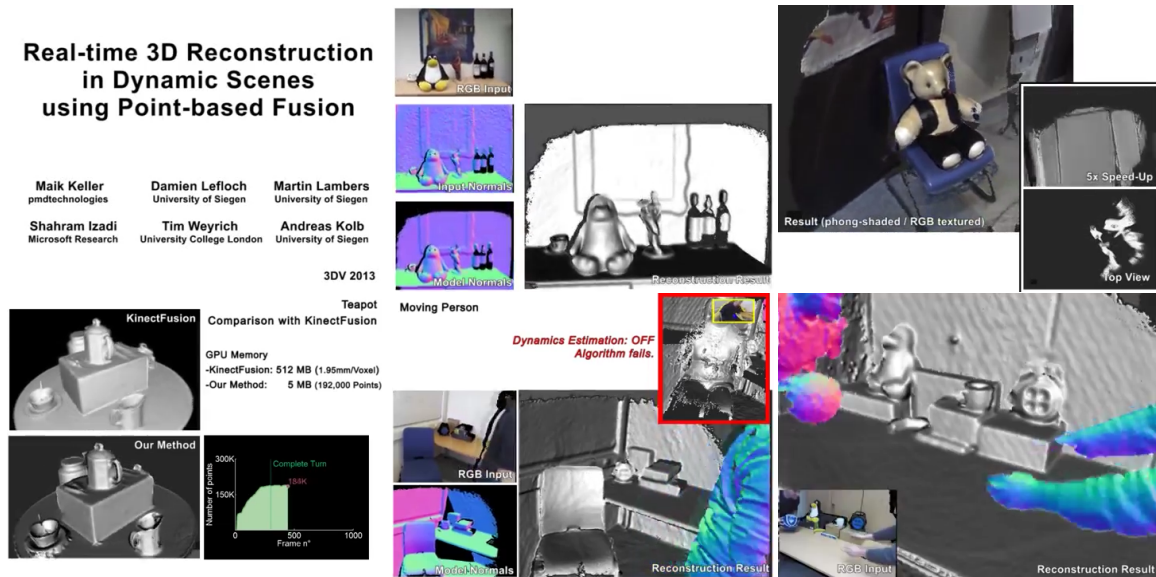 Real-time 3D Reconstruction
in Dynamic Scenes
using Point-based Fusion
Maik Keller
pmdtechnologies
Damien Lefloch
University of Siegen
Martin Lambers
University of Siegen
Shahram Izadi
Microsoft Research
Tim Weyrich
University College London
Andreas Kolb
University of Siegen
3DV 2013
Teapot
Comparison with KinectFusion
KinectFusion
GPU Memory
-KinectFusion: 512 MB (1.95mm/Voxel)
-Our Method: 5 MB (192,000 Points)
Our Method
Number of points
300K
150K
0
Complete Turn
184K
0
500
1000
Frame n°
RGB Input
Input Normals
Model Normals
Reconstruction Result
Moving Person
Dynamics Estimation: OFF
Algorithm fails.
RGB Input
Model-Normals
Reconstruction Result
Result (phong-shaded / RGB textured)
5x Speed-Up
Top View
RGB Input
Reconstruction Result